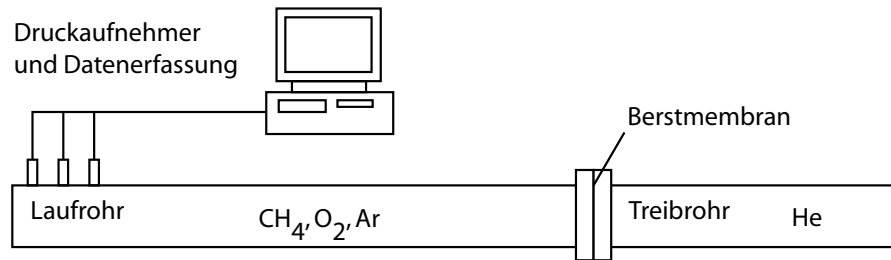 Druckaufnehmer
und Datenerfassung
Berstmembran
Laufrohr
CH4, O2, Ar
Treibrohr
He